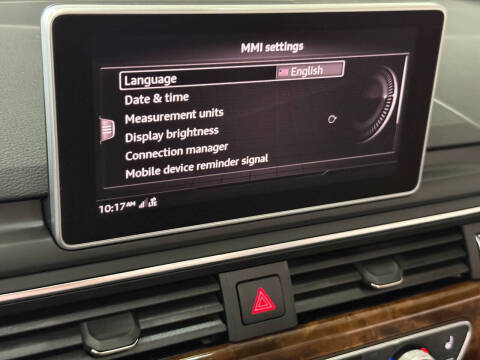 MMI settings
Language English
Date & time
Measurement units
Display brightness
Connection manager
Mobile device reminder signal
10:17 AM